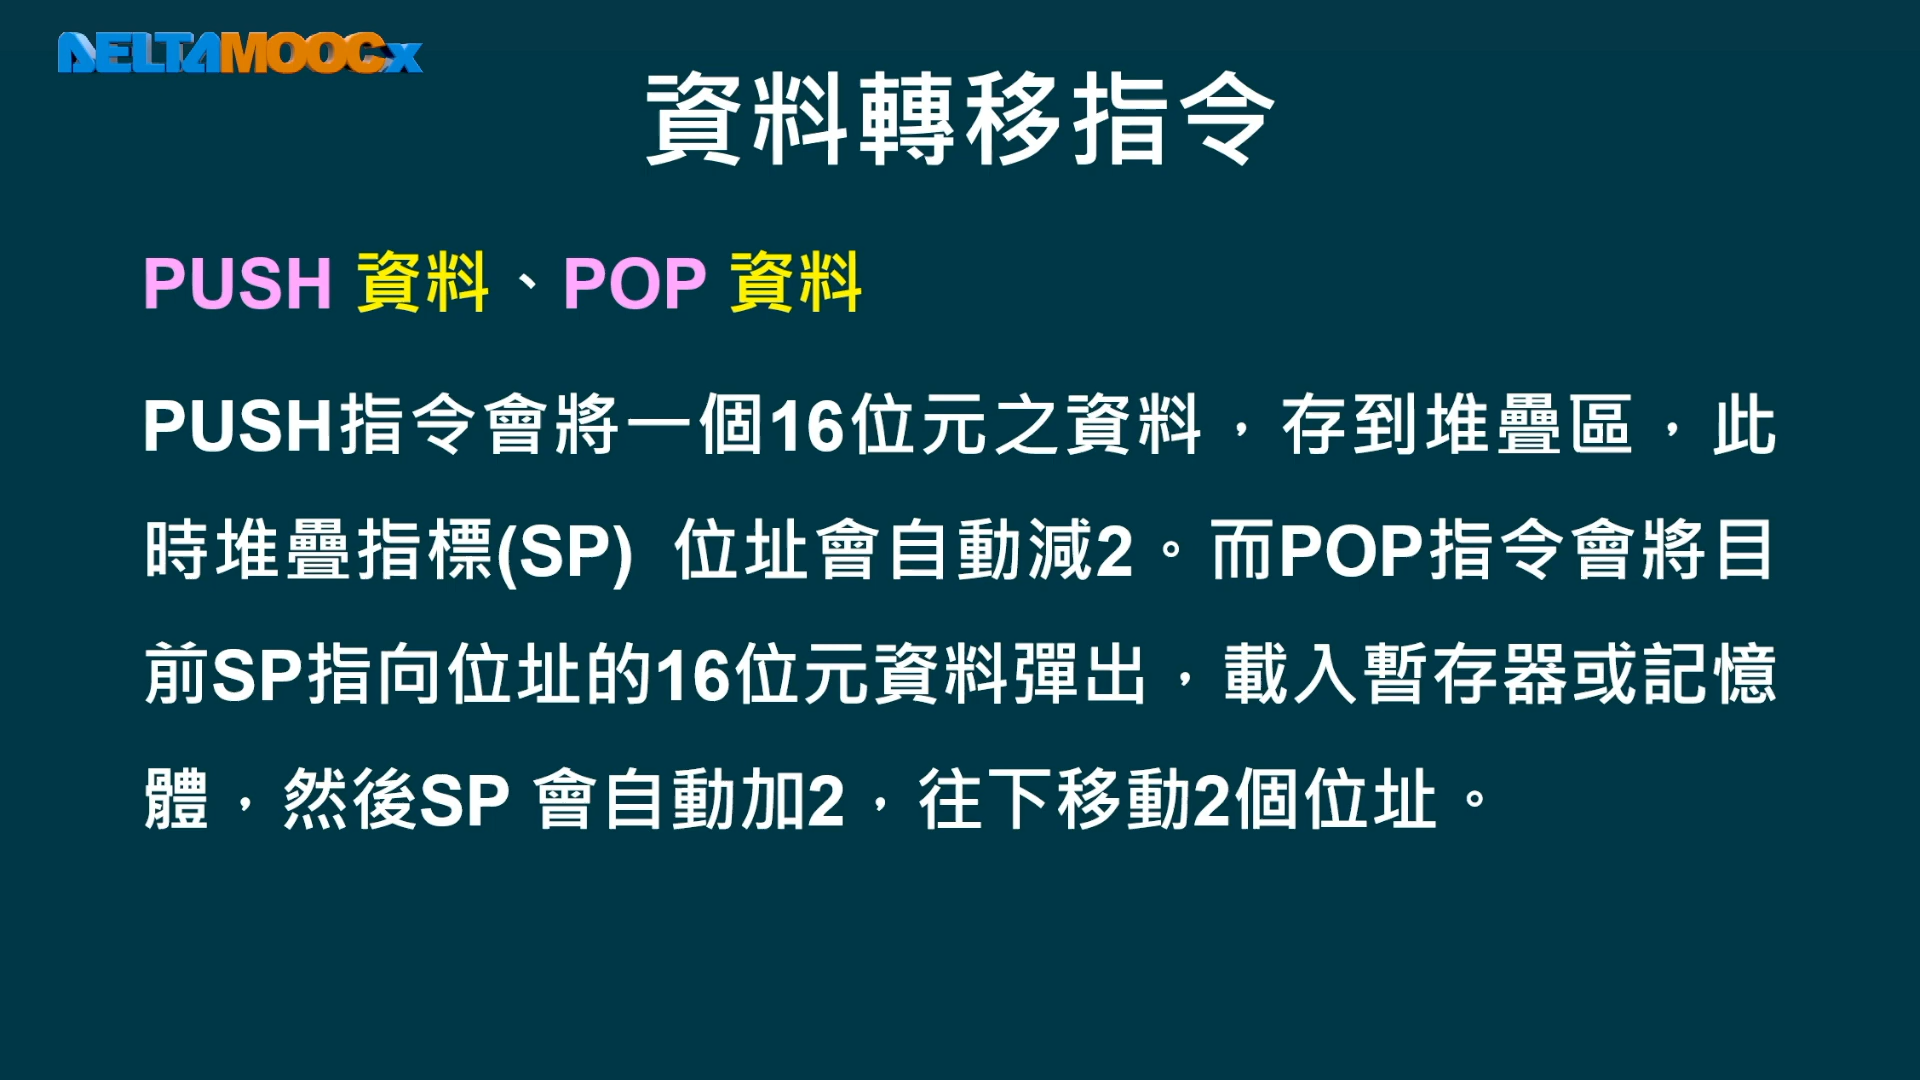 DELTAMOOCx
資料轉移指令
PUSH 資料、POP 資料
PUSH指令會將一個16位元之資料，存到堆疊區，此
時堆疊指標(SP) 位址會自動減2。而POP指令會將目
前SP指向位址的16位元資料彈出，載入暫存器或記憶
體，然後SP 會自動加2，往下移動2個位址。